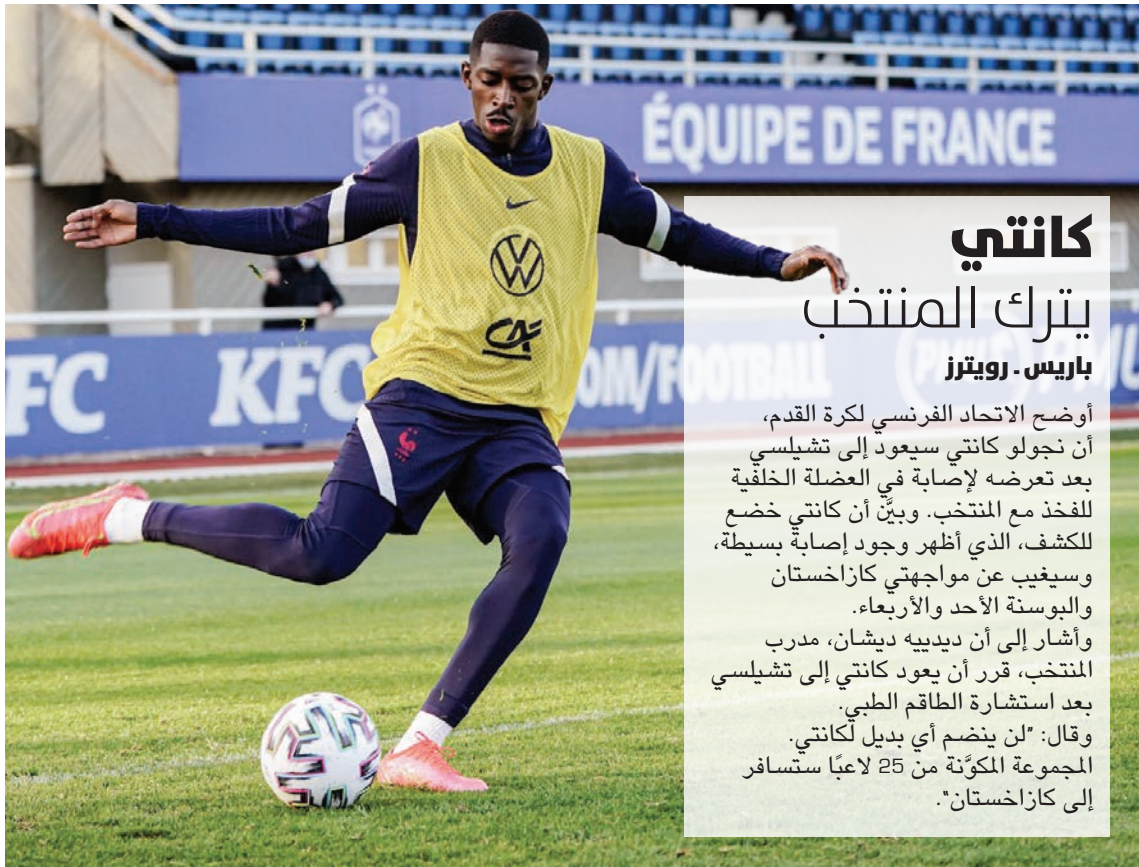 ÉQUIPE DE FRANCE
FC
KFC
OM/FOOTBALL
كانتي
يترك المنتخب
باريس. رويترز
أوضح الاتحاد الفرنسي لكرة القدم،
أن نجولو كانتي سيعود إلى تشيلسي
بعد تعرضه لإصابة في العضلة الخلفية
للفخذ مع المنتخب. وبيَّن أن كانتي خضع
للكشف، الذي أظهر وجود إصابة بسيطة،
وسيغيب عن مواجهتي كازاخستان
والبوسنة الأحد والأربعاء.
وأشار إلى أن ديدييه ديشان، مدرب
المنتخب، قرر أن يعود كانتي إلى تشيلسي
بعد استشارة الطاقم الطبي.
وقال: "لن ينضم أي بديل لكانتي.
المجموعة المكوَّنة من 25 لاعبًا ستسافر
إلى كازاخستان".